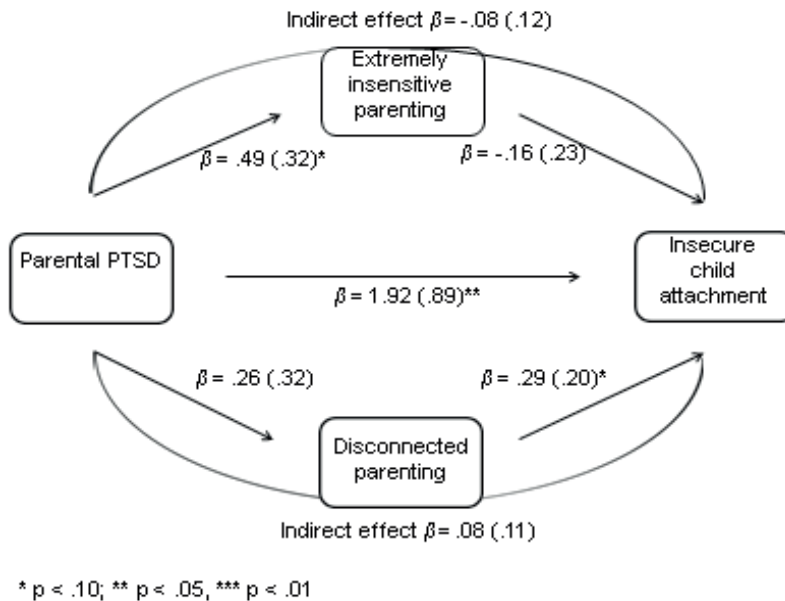 Indirect effect β= -.08 (.12)
Extremely
insensitive
parenting
β = .49 (.32)*
β = -.16 (.23)
Parental PTSD
Insecure
child
attachment
β = 1.92 (.89)**
β = .26 (.32)
β = .29 (.20)*
Disconnected
parenting
Indirect effect β= .08 (.11)
* p < .10; ** p < .05, *** p < .01